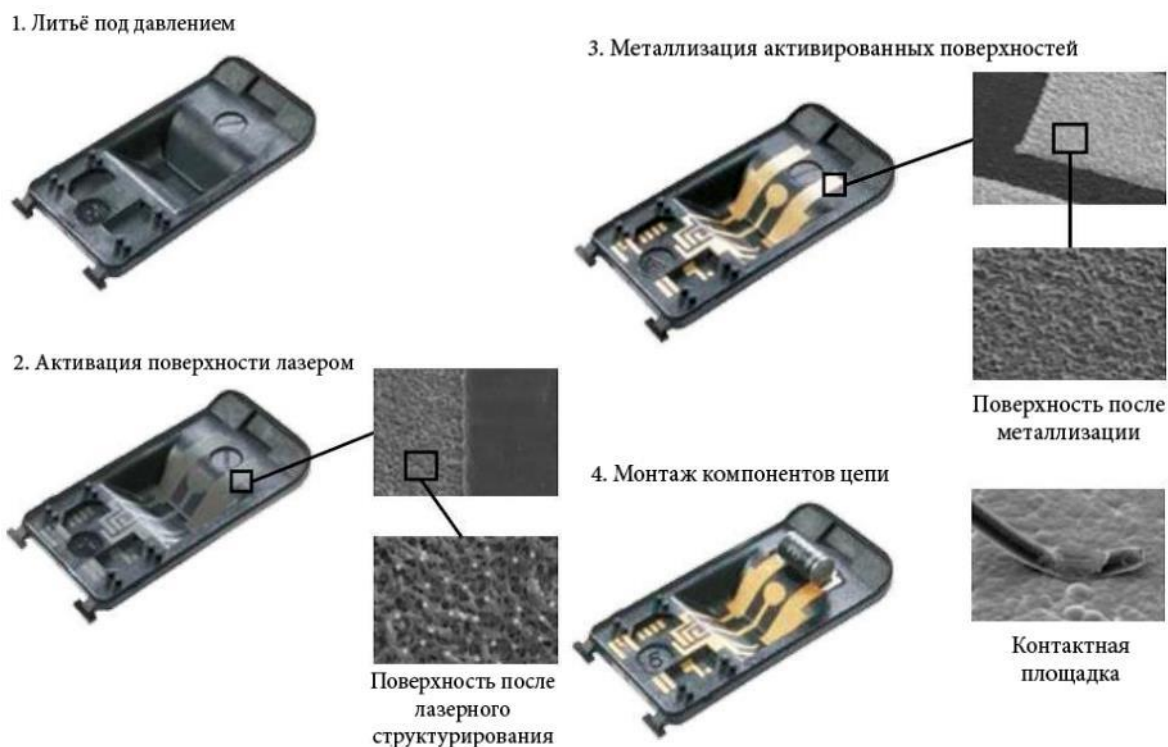 1. Литьё под давлением
2. Активация поверхности лазером
Поверхность после
лазерного
структурирования
3. Металлизация активированных поверхностей
Поверхность после
металлизации
4. Монтаж компонентов цепи
Контактная
площадка